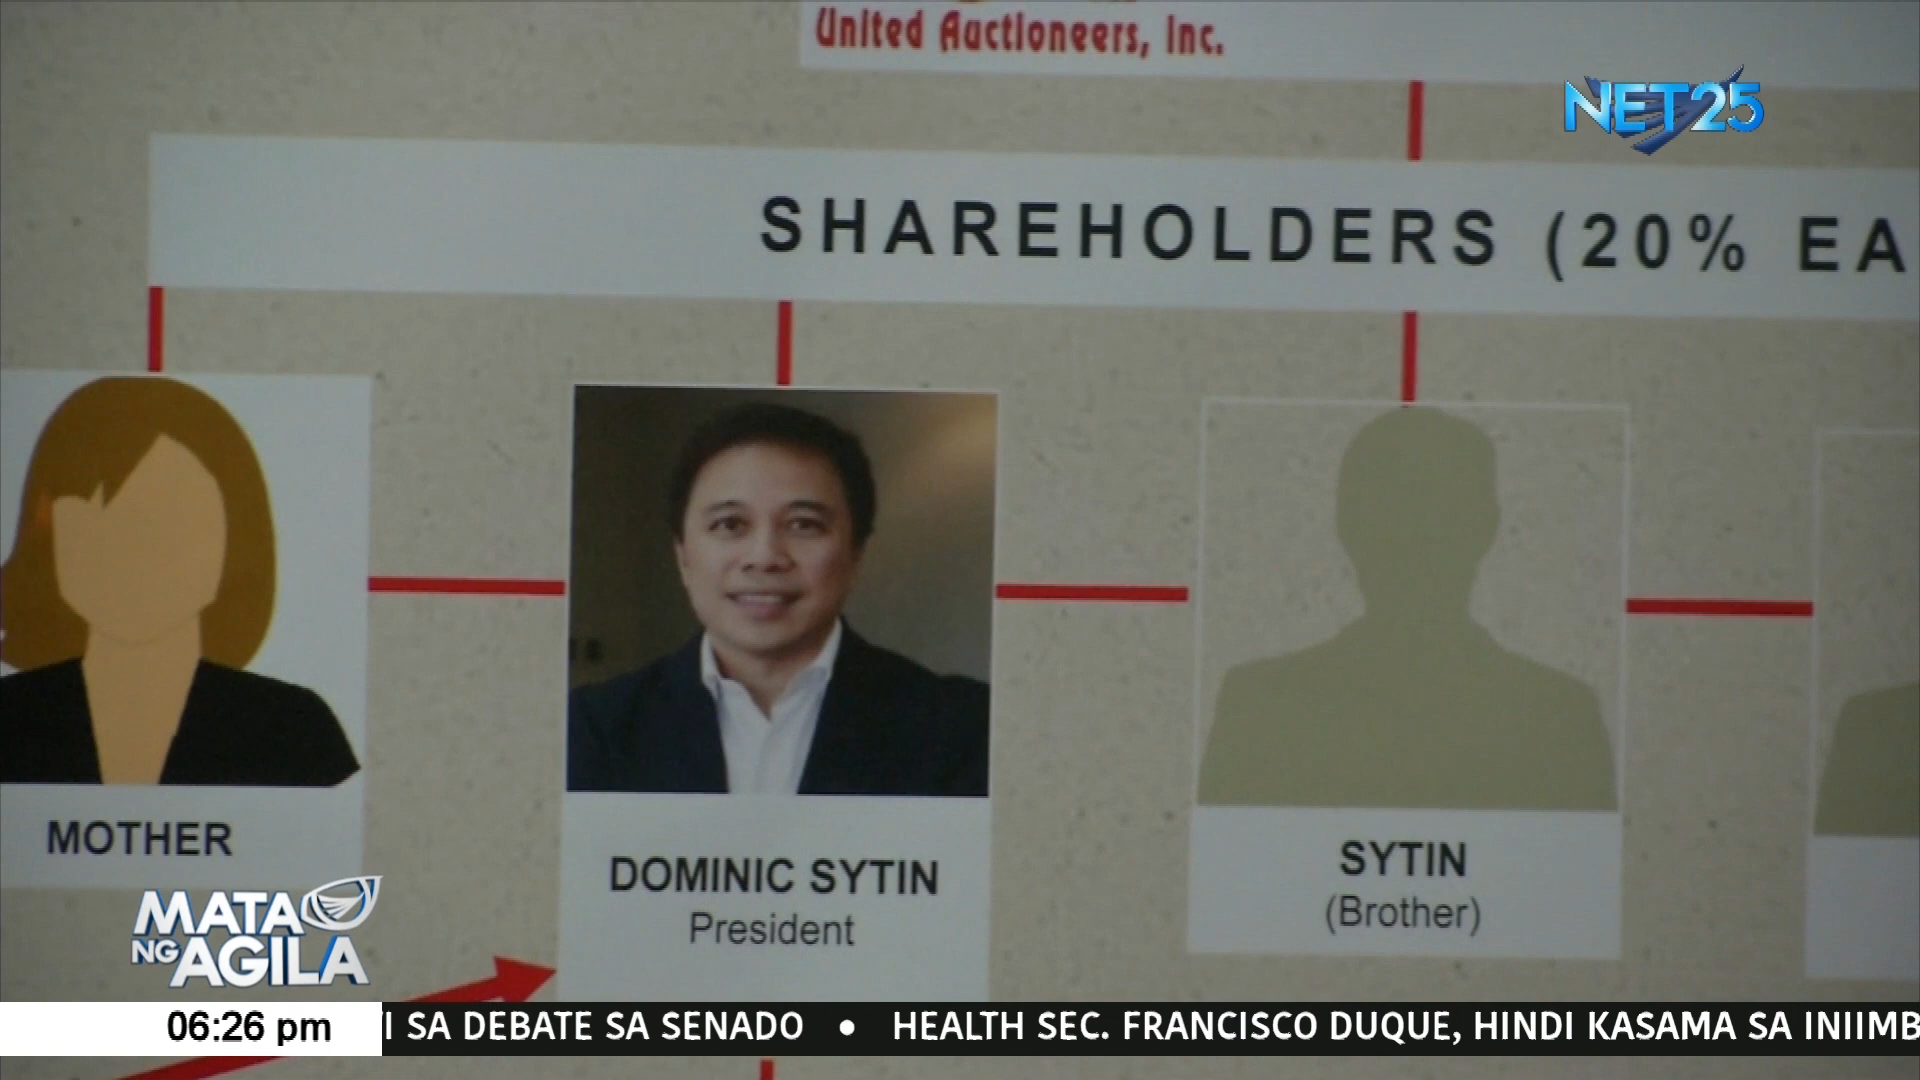 United Auctioneers, Inc.
NET25
SHAREHOLDERS (20% EA
MOTHER
DOMINIC SYTIN
President
SYTIN
(Brother)
MATA
NG AGILA
06:26 pm
I SA DEBATE SA SENADO • HEALTH SEC. FRANCISCO DUQUE, HINDI KASAMA SA INIIMB